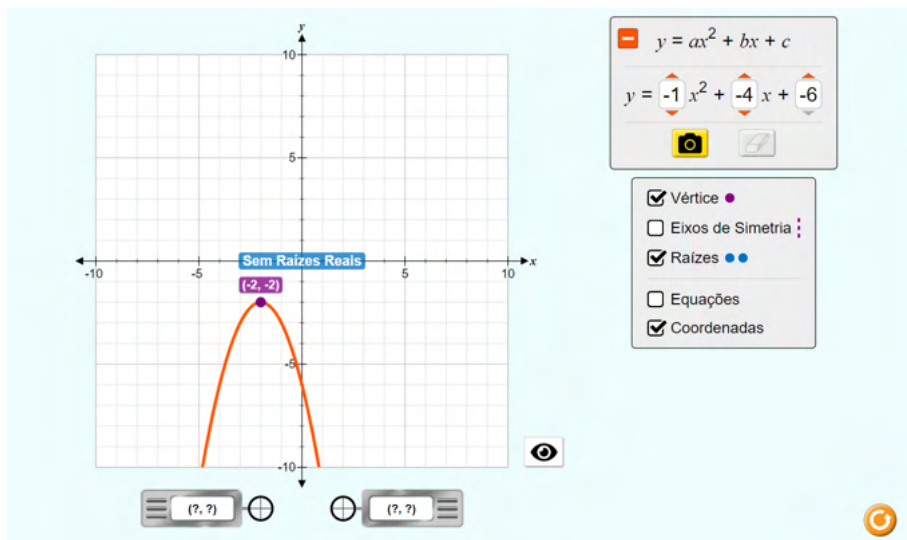 y
10
5
-10
-5
5
10
x
Sem Raízes Reais
(-2, -2)
-5
-10
(?, ?)
(?, ?)
y = ax² + bx + c
y = -1 x² + -4 x + -6
Vértice
Eixos de Simetria
Raízes
Equações
Coordenadas